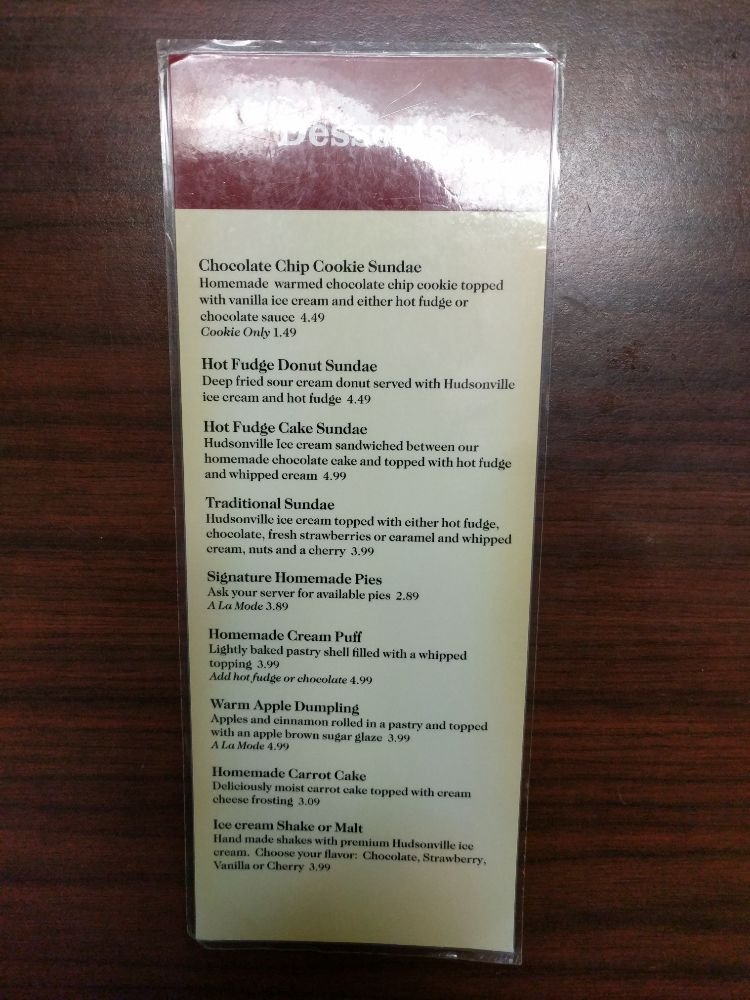 Desserts
Chocolate Chip Cookie Sundae
Homemade warmed chocolate chip cookie topped
with vanilla ice cream and either hot fudge or
chocolate sauce 4.49
Cookie Only 1.49
Hot Fudge Donut Sundae
Deep fried sour cream donut served with Hudsonville
ice cream and hot fudge 4.49
Hot Fudge Cake Sundae
Hudsonville Ice cream sandwiched between our
homemade chocolate cake and topped with hot fudge
and whipped cream 4.99
Traditional Sundae
Hudsonville ice cream topped with either hot fudge,
chocolate, fresh strawberries or caramel and whipped
cream, nuts and a cherry 3.99
Signature Homemade Pies
Ask your server for available pies 2.89
A La Mode 3.89
Homemade Cream Puff
Lightly baked pastry shell filled with a whipped
topping 3.99
Add hot fudge or chocolate 4.99
Warm Apple Dumpling
Apples and cinnamon rolled in a pastry and topped
with an apple brown sugar glaze 3.99
A La Mode 4.99
Homemade Carrot Cake
Deliciously moist carrot cake topped with cream
cheese frosting 3.09
Ice cream Shake or Malt
Hand made shakes with premium Hudsonville ice
cream. Choose your flavor: Chocolate, Strawberry,
Vanilla or Cherry 3.99